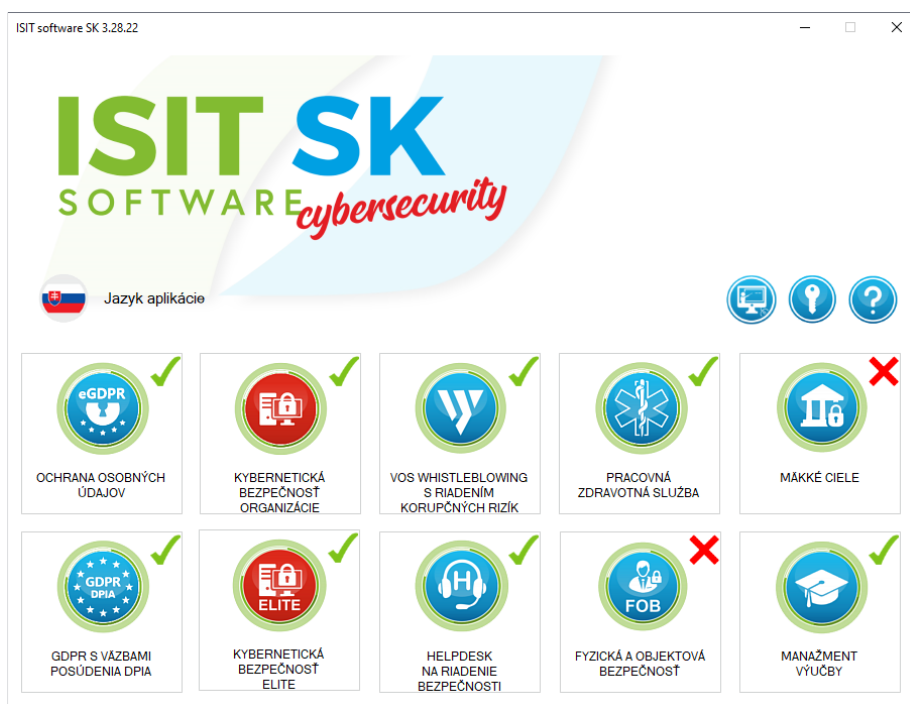 ISIT software SK 3.28.22
ISIT SK
SOFTWARE
cybersecurity
Jazyk aplikácie
eGDPR
OCHRANA OSOBNÝCH
ÚDAJOV
KYBERNETICKÁ
BEZPEČNOSŤ
ORGANIZÁCIE
VOS WHISTLEBLOWING
S RIADENÍM
KORUPČNÝCH RIZÍK
PRACOVNÁ
ZDRAVOTNÁ SLUŽBA
MÄKKÉ CIELE
GDPR
DPIA
GDPR S VÄZBAMI
POSÚDENIA DPIA
ELITE
KYBERNETICKÁ
BEZPEČNOSŤ
ELITE
H
HELPDESK
NA RIADENIE
BEZPEČNOSTI
FOB
FYZICKÁ A OBJEKTOVÁ
BEZPEČNOSŤ
MANAŽMENT
VÝUČBY